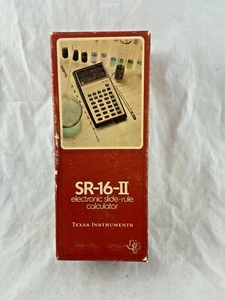 SR-16-II
electronic slide-rule
calculator
TEXAS INSTRUMENTS